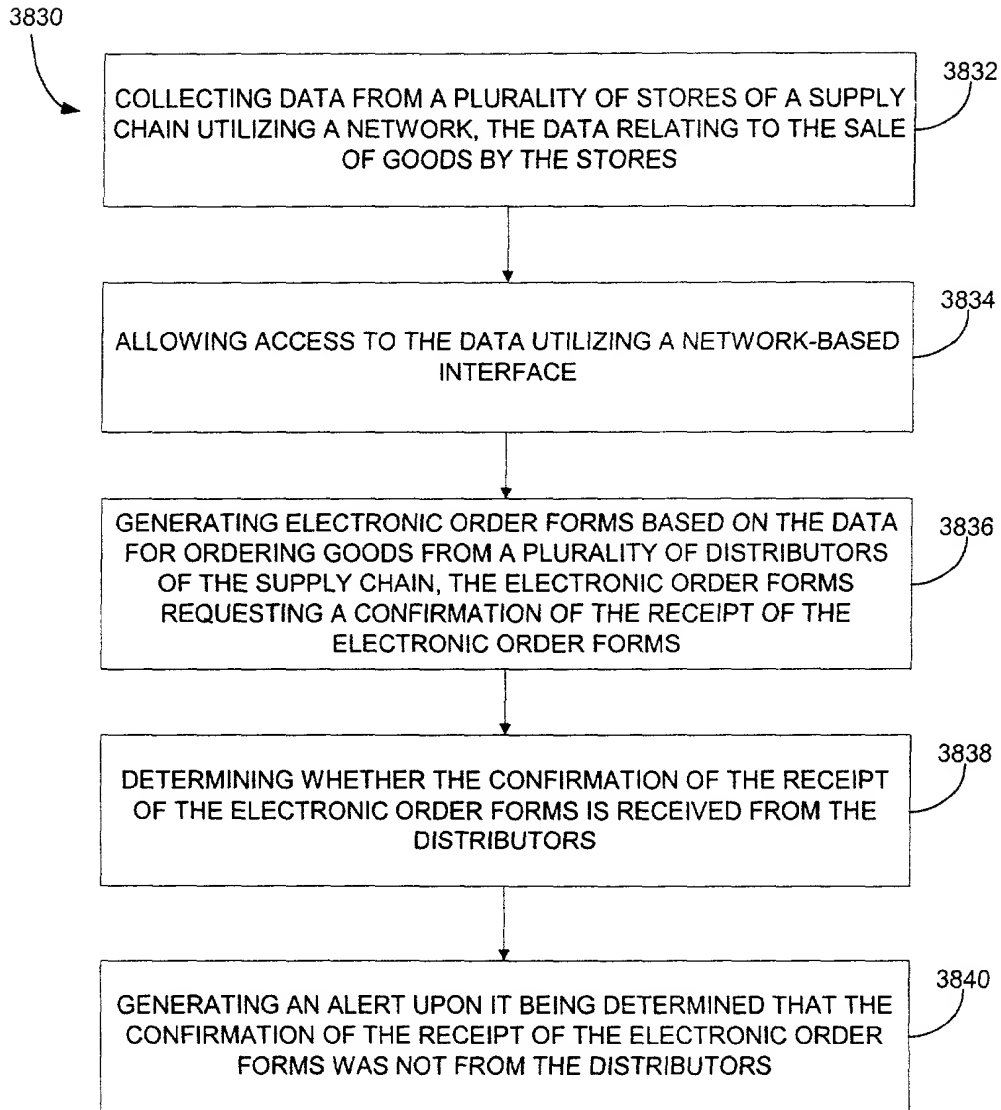 3830
3832
COLLECTING DATA FROM A PLURALITY OF STORES OF A SUPPLY
CHAIN UTILIZING A NETWORK, THE DATA RELATING TO THE SALE
OF GOODS BY THE STORES
3834
ALLOWING ACCESS TO THE DATA UTILIZING A NETWORK-BASED
INTERFACE
3836
GENERATING ELECTRONIC ORDER FORMS BASED ON THE DATA
FOR ORDERING GOODS FROM A PLURALITY OF DISTRIBUTORS
OF THE SUPPLY CHAIN, THE ELECTRONIC ORDER FORMS
REQUESTING A CONFIRMATION OF THE RECEIPT OF THE
ELECTRONIC ORDER FORMS
3838
DETERMINING WHETHER THE CONFIRMATION OF THE RECEIPT
OF THE ELECTRONIC ORDER FORMS IS RECEIVED FROM THE
DISTRIBUTORS
3840
GENERATING AN ALERT UPON IT BEING DETERMINED THAT THE
CONFIRMATION OF THE RECEIPT OF THE ELECTRONIC ORDER
FORMS WAS NOT FROM THE DISTRIBUTORS